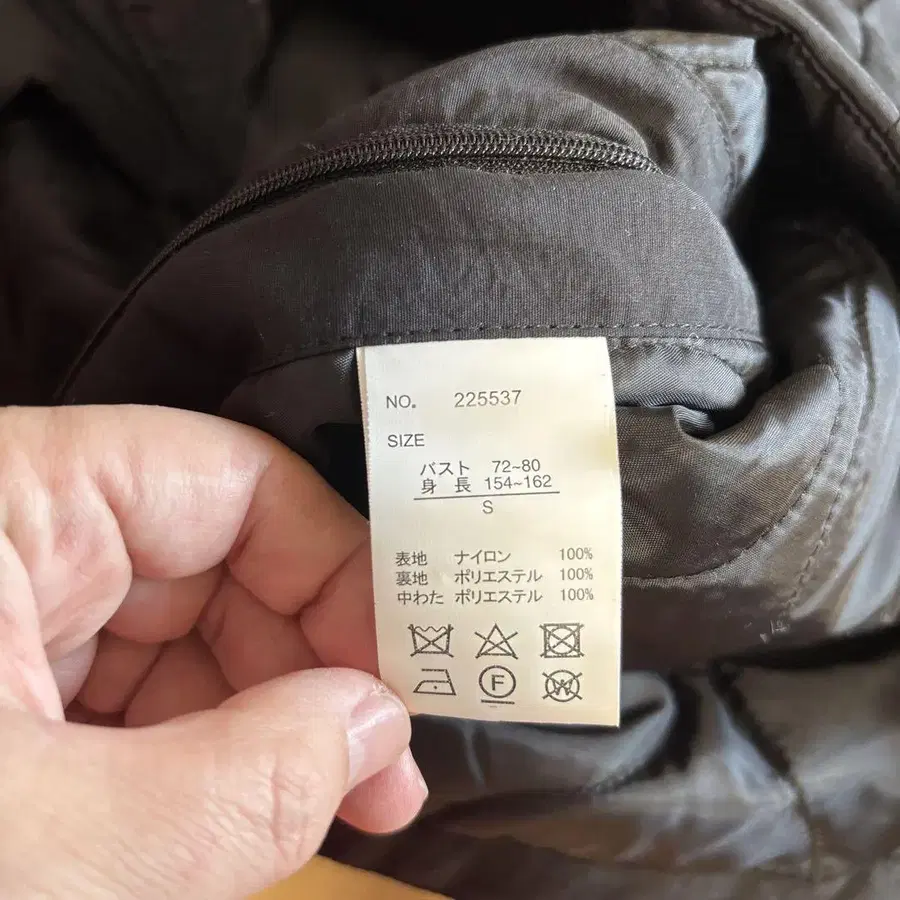 NO. 225537
SIZE
バスト 72~80
身 長 154~162
S
表地 ナイロン 100%
裏地 ポリエステル 100%
中わた ポリエステル 100%
F W